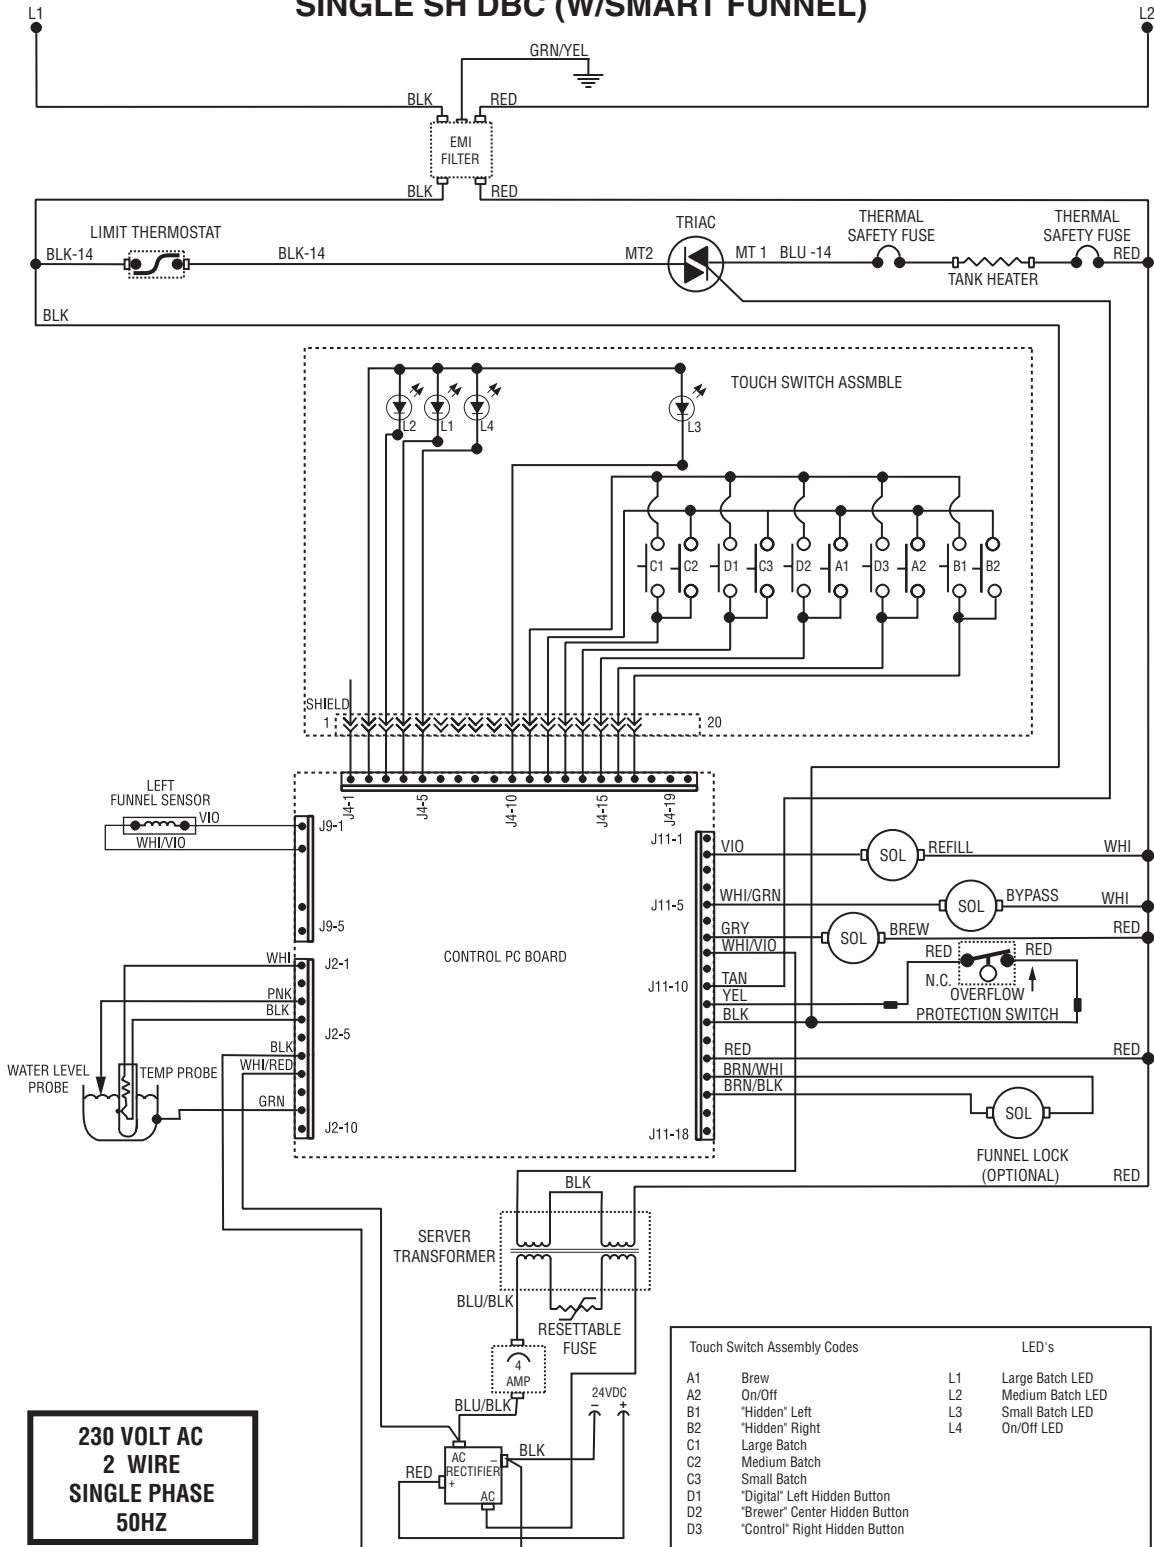 SINGLE SH DBC (W/SMART FUNNEL)
L1
L2
GRN/YEL
BLK
RED
EMI
FILTER
BLK
RED
LIMIT THERMOSTAT
BLK-14
BLK-14
TRIAC
MT2
MT 1
BLU -14
THERMAL
SAFETY FUSE
THERMAL
SAFETY FUSE
RED
TANK HEATER
BLK
TOUCH SWITCH ASSMBLE
L2
L1
L4
L3
C1
C2
D1
C3
D2
A1
D3
A2
B1
B2
SHIELD
1
20
J4-1
J4-5
J4-10
J4-15
J4-19
LEFT
FUNNEL SENSOR
VIO
WHI/VIO
J9-1
J9-5
J11-1
VIO
SOL
REFILL
WHI
J11-5
WHI/GRN
SOL
BYPASS
WHI
GRY
SOL
BREW
RED
WHI/VIO
CONTROL PC BOARD
WHI
J2-1
PNK
BLK
J2-5
BLK
WHI/RED
GRN
J2-10
WATER LEVEL
PROBE
TEMP PROBE
RED
RED
N.C.
OVERFLOW
PROTECTION SWITCH
J11-10
TAN
YEL
BLK
RED
RED
BRN/WHI
BRN/BLK
J11-18
SOL
FUNNEL LOCK
(OPTIONAL)
RED
BLK
SERVER
TRANSFORMER
BLU/BLK
RESETTABLE
FUSE
4
AMP
BLU/BLK
24VDC
- +
BLK
RED
AC
-
RECTIFIER
+
AC
230 VOLT AC
2 WIRE
SINGLE PHASE
50HZ
Touch Switch Assembly Codes
LED's
A1 Brew
L1 Large Batch LED
A2 On/Off
L2 Medium Batch LED
B1 "Hidden" Left
L3 Small Batch LED
B2 "Hidden" Right
L4 On/Off LED
C1 Large Batch
C2 Medium Batch
C3 Small Batch
D1 "Digital" Left Hidden Button
D2 "Brewer" Center Hidden Button
D3 "Control" Right Hidden Button